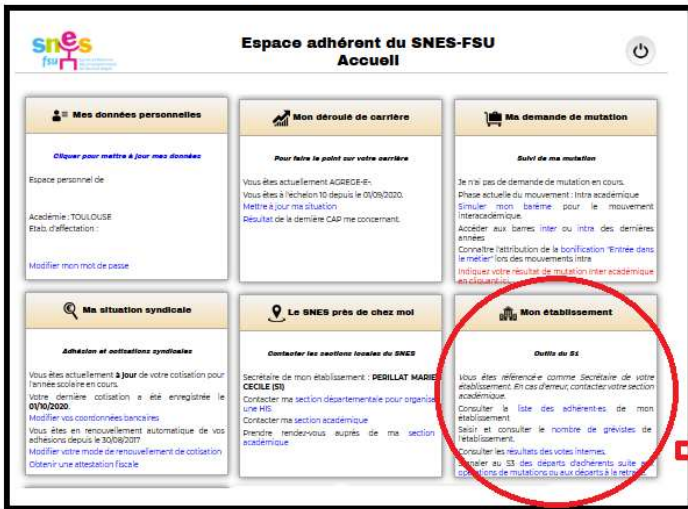 snes
fsu
Espace adhérent du SNES-FSU
Accueil
Mes données personnelles
Cliquer pour mettre à jour mes données
Espace personnel de
Académie : TOULOUSE
Etab. d'affectation :
Modifier mon mot de passe
Mon déroulé de carrière
Pour faire le point sur votre carrière
Vous êtes actuellement AGREGE-E-.
Vous êtes à l'échelon 10 depuis le 01/09/2020.
Mettre à jour ma situation
Résultat de la dernière CAP me concernant.
Ma demande de mutation
Suivi de ma mutation
Je n'ai pas de demande de mutation en cours.
Phase actuelle du mouvement : Intra académique
Simuler mon barème pour le mouvement
interacadémique.
Accéder aux barres inter ou intra des dernières
années
Connaître l'attribution de la bonification "Entrée dans
le métier" lors des mouvements intra
Indiquez votre résultat de mutation Inter académique
en cliquant ici
Ma situation syndicale
Adhésion et cotisations syndicales
Vous êtes actuellement à jour de votre cotisation pour
l'année scolaire en cours.
Votre dernière cotisation a été enregistrée le
01/10/2020.
Modifier vos coordonnées bancaires
Vous êtes en renouvellement automatique de vos
adhésions depuis le 30/08/2017
Modifier votre mode de renouvellement de cotisation
Obtenir une attestation fiscale
Le SNES près de chez moi
Contacter les sections locales du SNES
Secrétaire de mon établissement : PERILLAT MARIE
CECILE (S1)
Contacter ma section départementale pour organiser
une HIS
Contacter ma section académique
Prendre rendez-vous auprès de ma section
académique
Mon établissement
Outils du S1
Vous êtes référencé·e comme Secrétaire de votre
établissement. En cas d'erreur, contactez votre section
académique.
Consulter la liste des adhérent·es de mon
établissement
Saisir et consulter le nombre de grévistes de
l'établissement.
Consulter les résultats des votes internes.
Signaler au S3 des départs d'adhérents suite aux
opérations de mutations ou aux départs à la retraite.